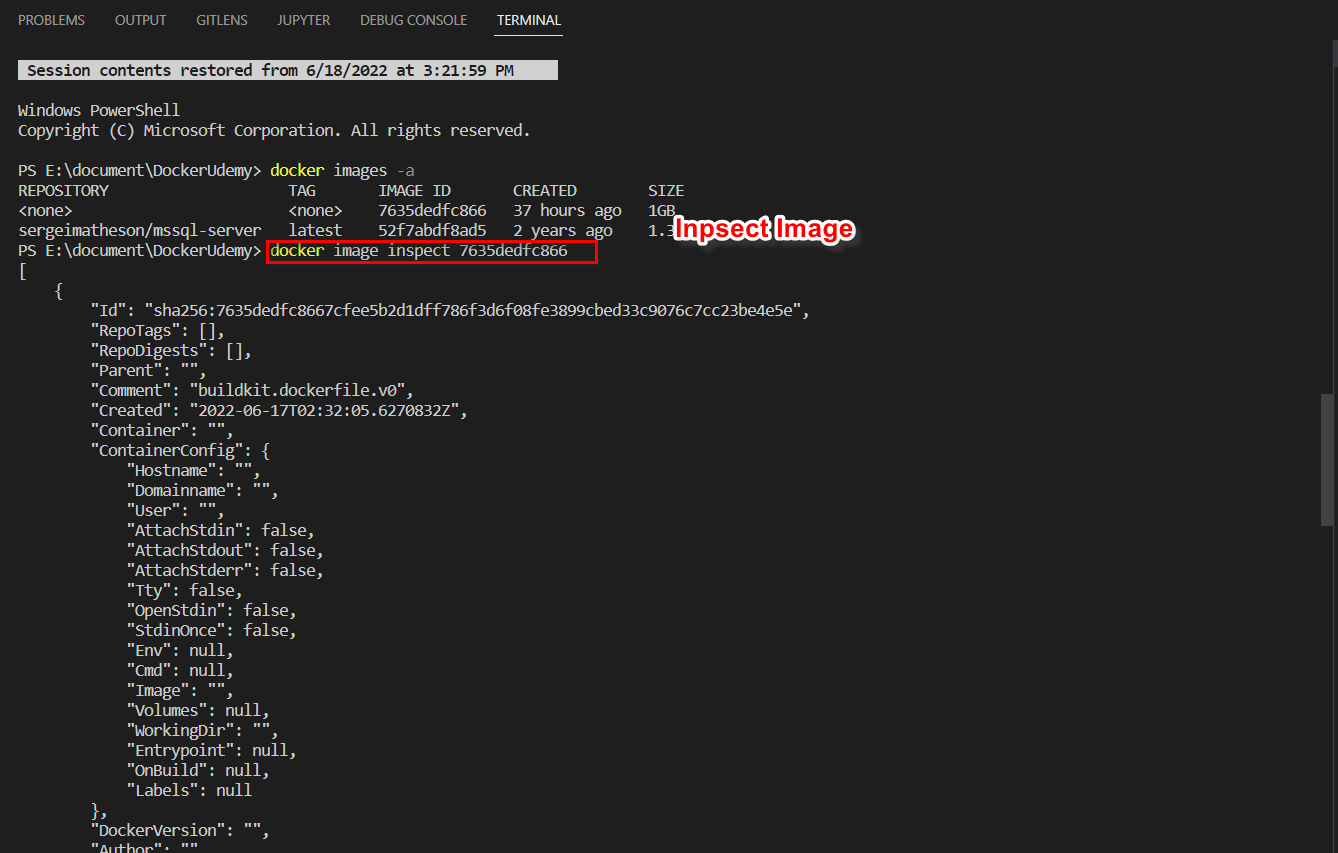 PROBLEMS OUTPUT GITLENS JUPYTER DEBUG CONSOLE TERMINAL
Session contents restored from 6/18/2022 at 3:21:59 PM
Windows PowerShell
Copyright (C) Microsoft Corporation. All rights reserved.
PS E:\document\DockerUdemy> docker images -a
REPOSITORY TAG IMAGE ID CREATED SIZE
<none> <none> 7635dedfc866 37 hours ago 1GB
sergeimatheson/mssql-server latest 52f7abdf8ad5 2 years ago 1.3
Inpsect Image
PS E:\document\DockerUdemy> docker image inspect 7635dedfc866
[
{
"Id": "sha256:7635dedfc8667cfee5b2d1dff786f3d6f08fe3899cbed33c9076c7cc23be4e5e",
"RepoTags": [],
"RepoDigests": [],
"Parent": "",
"Comment": "buildkit.dockerfile.v0",
"Created": "2022-06-17T02:32:05.6270832Z",
"Container": "",
"ContainerConfig": {
"Hostname": "",
"Domainname": "",
"User": "",
"AttachStdin": false,
"AttachStdout": false,
"AttachStderr": false,
"Tty": false,
"OpenStdin": false,
"StdinOnce": false,
"Env": null,
"Cmd": null,
"Image": "",
"Volumes": null,
"WorkingDir": "",
"Entrypoint": null,
"OnBuild": null,
"Labels": null
},
"DockerVersion": "",
"Author": ""